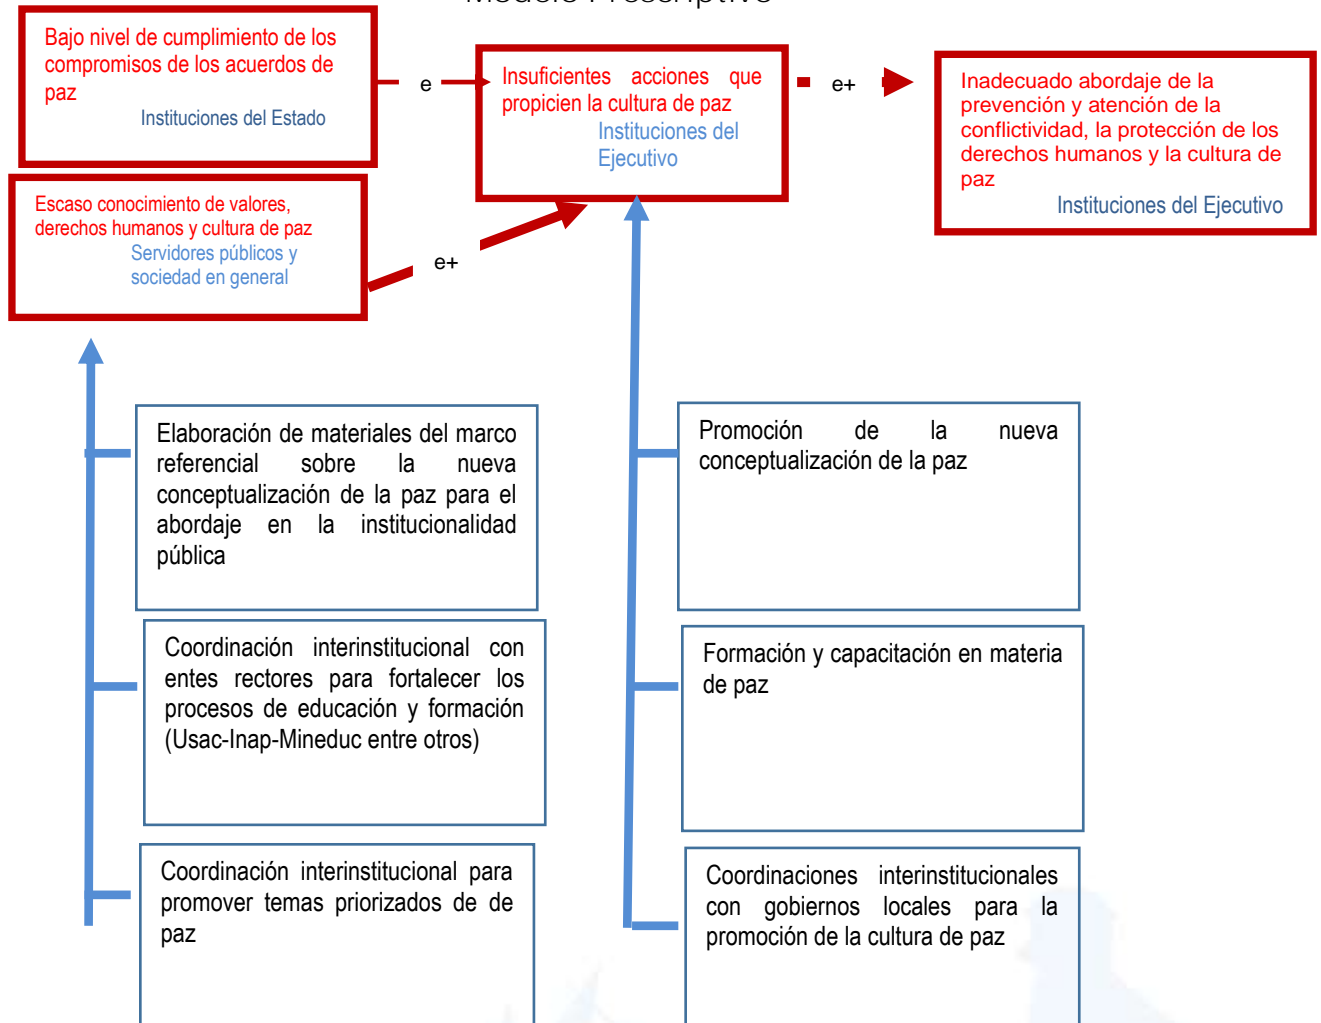 Modelo Prescriptivo
Bajo nivel de cumplimiento de los
compromisos de los acuerdos de
paz
Instituciones del Estado
e
Insuficientes acciones que
propicien la cultura de paz
Instituciones del
Ejecutivo
e+
Inadecuado abordaje de la
prevención y atención de la
conflictividad, la protección de los
derechos humanos y la cultura de
paz
Instituciones del Ejecutivo
Escaso conocimiento de valores,
derechos humanos y cultura de paz
Servidores públicos y
sociedad en general
e+
Elaboración de materiales del marco
referencial sobre la nueva
conceptualización de la paz para el
abordaje en la institucionalidad
pública
Coordinación interinstitucional con
entes rectores para fortalecer los
procesos de educación y formación
(Usac-Inap-Mineduc entre otros)
Coordinación interinstitucional para
promover temas priorizados de de
paz
Promoción de la nueva
conceptualización de la paz
Formación y capacitación en materia
de paz
Coordinaciones interinstitucionales
con gobiernos locales para la
promoción de la cultura de paz